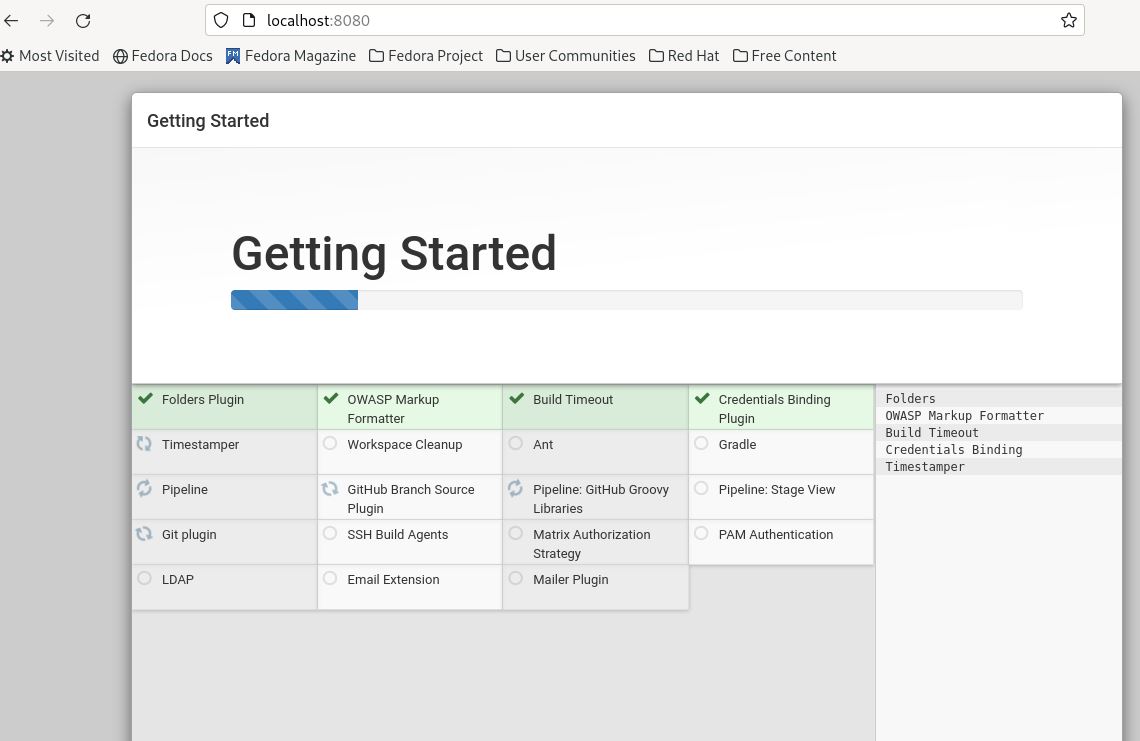 localhost:8080
Most Visited Fedora Docs FM Fedora Magazine Fedora Project User Communities Red Hat Free Content
Getting Started
Getting Started
Folders Plugin
OWASP Markup
Formatter
Build Timeout
Credentials Binding
Plugin
Timestamper
Workspace Cleanup
Ant
Gradle
Pipeline
GitHub Branch Source
Plugin
Pipeline: GitHub Groovy
Libraries
Pipeline: Stage View
Git plugin
SSH Build Agents
Matrix Authorization
Strategy
PAM Authentication
LDAP
Email Extension
Mailer Plugin
Folders
OWASP Markup Formatter
Build Timeout
Credentials Binding
Timestamper